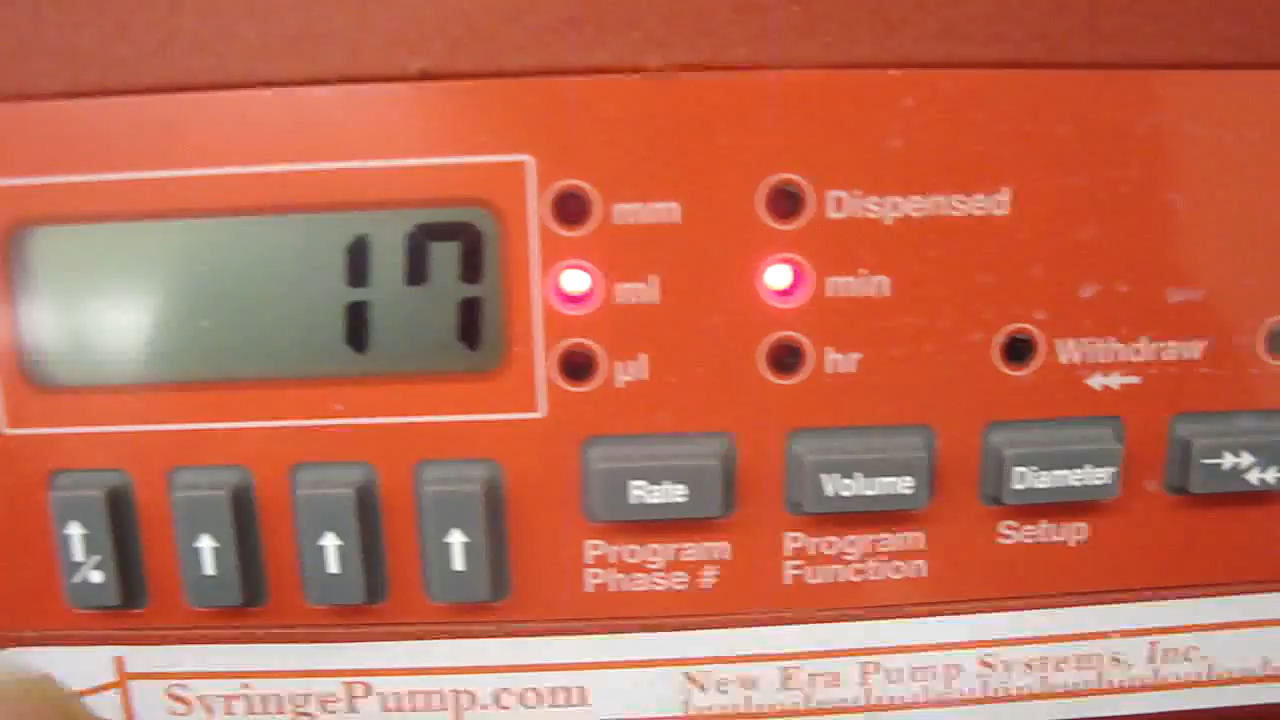 17
mm
ml
µl
Dispensed
min
hr
Withdraw
Rate
Volume
Diameter
Program
Phase #
Program
Function
Setup
SyringePump.com
New Era Pump Systems, Inc.